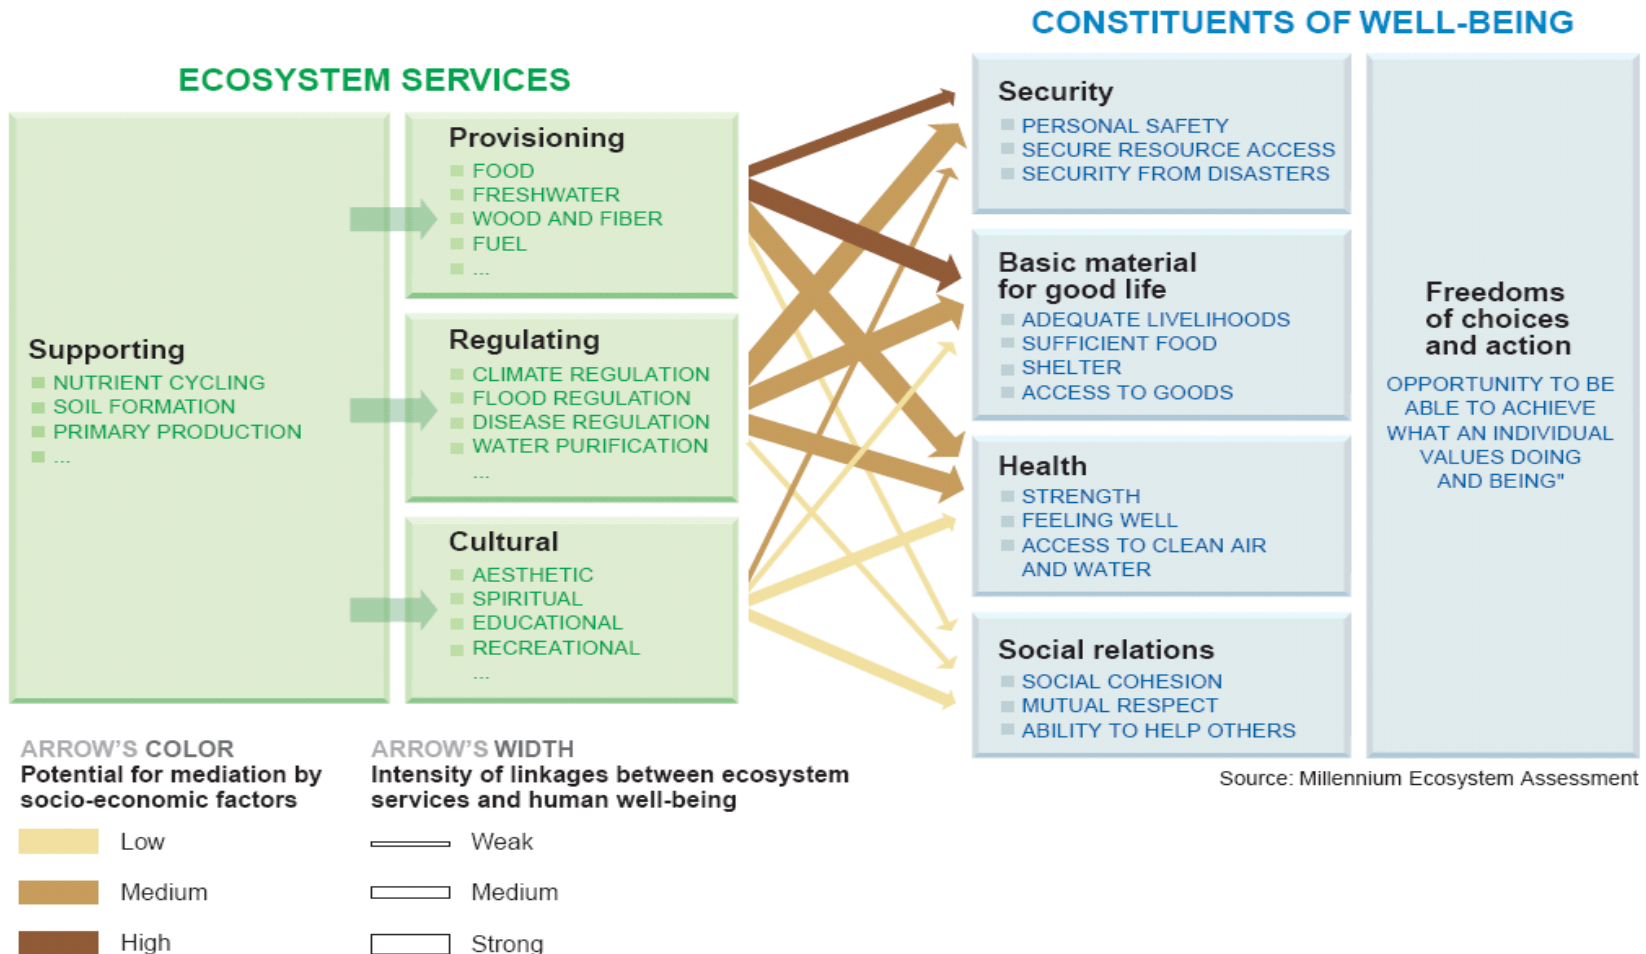 CONSTITUENTS OF WELL-BEING
ECOSYSTEM SERVICES
Supporting
NUTRIENT CYCLING
SOIL FORMATION
PRIMARY PRODUCTION
...
Provisioning
FOOD
FRESHWATER
WOOD AND FIBER
FUEL
...
Regulating
CLIMATE REGULATION
FLOOD REGULATION
DISEASE REGULATION
WATER PURIFICATION
...
Cultural
AESTHETIC
SPIRITUAL
EDUCATIONAL
RECREATIONAL
...
Security
PERSONAL SAFETY
SECURE RESOURCE ACCESS
SECURITY FROM DISASTERS
Basic material
for good life
ADEQUATE LIVELIHOODS
SUFFICIENT FOOD
SHELTER
ACCESS TO GOODS
Health
STRENGTH
FEELING WELL
ACCESS TO CLEAN AIR
AND WATER
Social relations
SOCIAL COHESION
MUTUAL RESPECT
ABILITY TO HELP OTHERS
Freedoms
of choices
and action
OPPORTUNITY TO BE
ABLE TO ACHIEVE
WHAT AN INDIVIDUAL
VALUES DOING
AND BEING"
Source: Millennium Ecosystem Assessment
ARROW'S COLOR
Potential for mediation by
socio-economic factors
Low
Medium
High
ARROW'S WIDTH
Intensity of linkages between ecosystem
services and human well-being
Weak
Medium
Strong